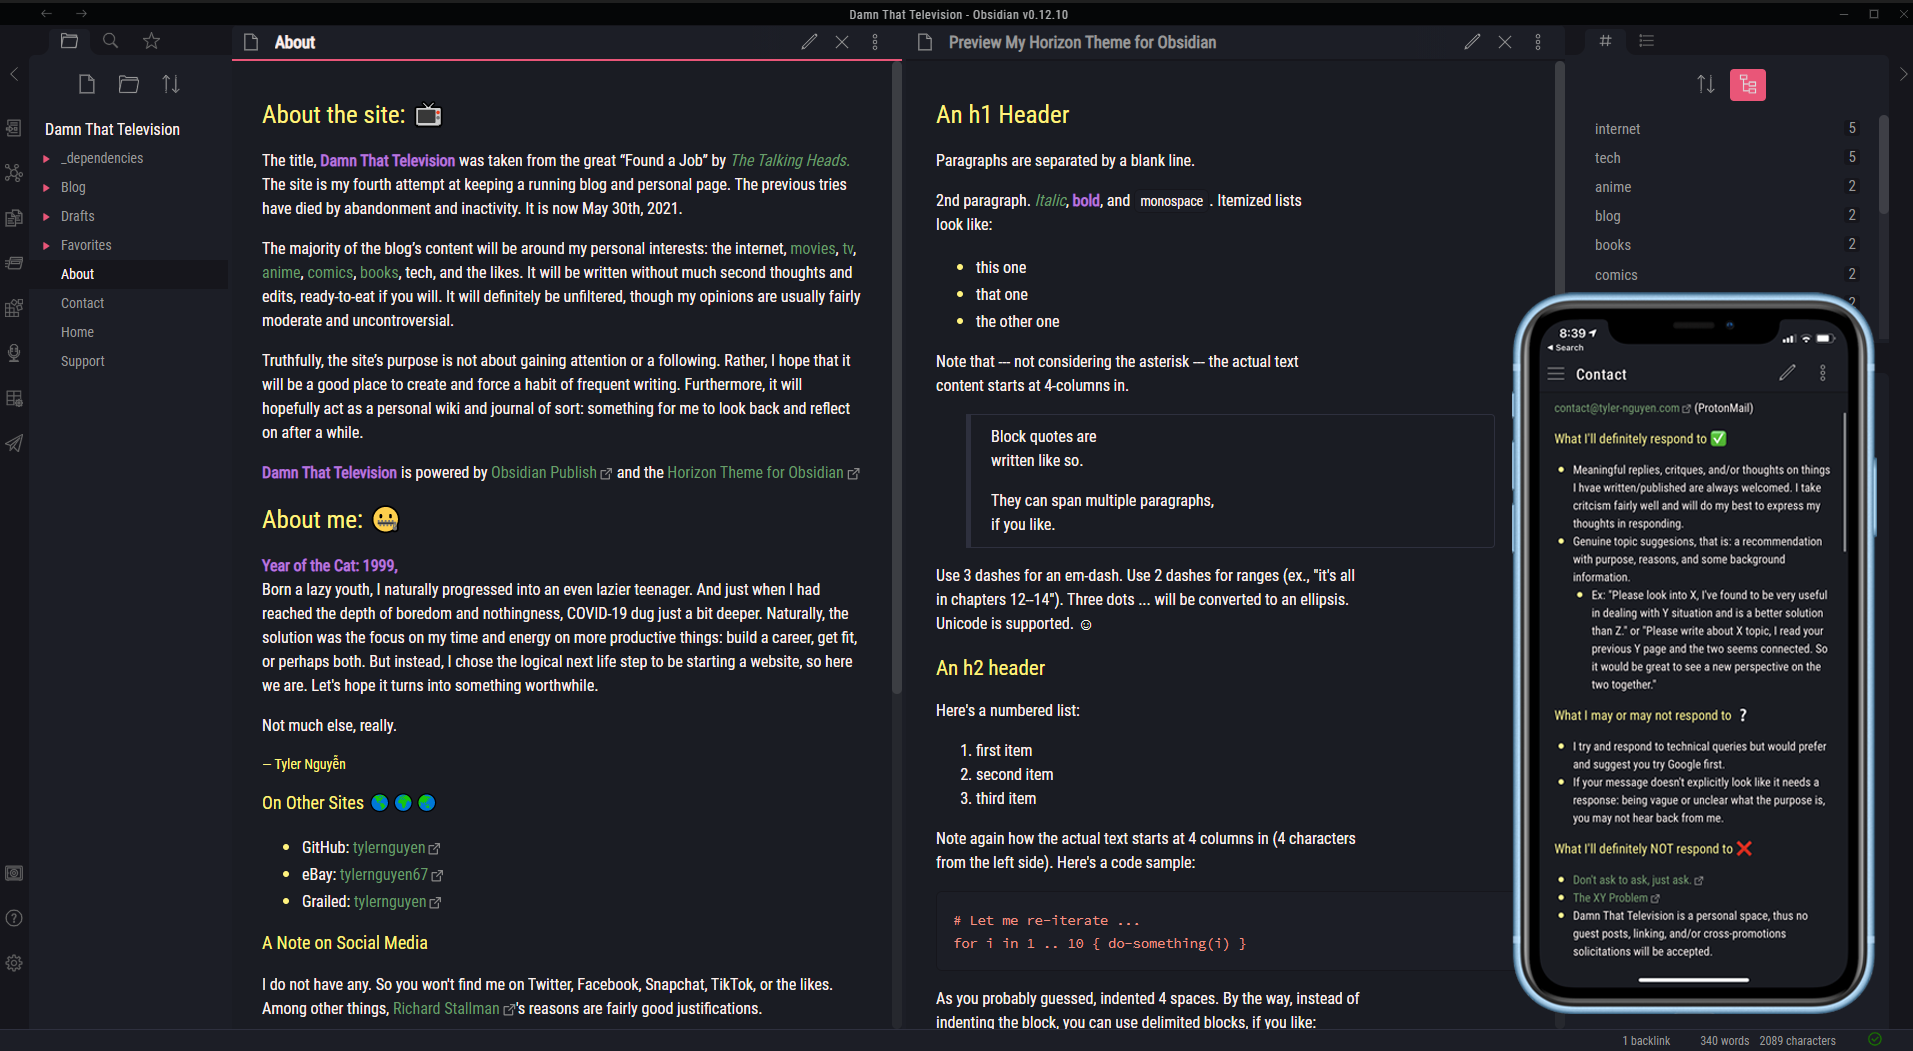 Damn That Television - Obsidian v0.12.10
Damn That Television
_dependencies
Blog
Drafts
Favorites
About
Contact
Home
Support
About
About the site: 📺
The title, Damn That Television was taken from the great “Found a Job” by The Talking Heads.
The site is my fourth attempt at keeping a running blog and personal page. The previous tries
have died by abandonment and inactivity. It is now May 30th, 2021.
The majority of the blog’s content will be around my personal interests: the internet, movies, tv,
anime, comics, books, tech, and the likes. It will be written without much second thoughts and
edits, ready-to-eat if you will. It will definitely be unfiltered, though my opinions are usually fairly
moderate and uncontroversial.
Truthfully, the site’s purpose is not about gaining attention or a following. Rather, I hope that it
will be a good place to create and force a habit of frequent writing. Furthermore, it will
hopefully act as a personal wiki and journal of sort: something for me to look back and reflect
on after a while.
Damn That Television is powered by Obsidian Publish and the Horizon Theme for Obsidian
About me: 🤐
Year of the Cat: 1999,
Born a lazy youth, I naturally progressed into an even lazier teenager. And just when I had
reached the depth of boredom and nothingness, COVID-19 dug just a bit deeper. Naturally, the
solution was the focus on my time and energy on more productive things: build a career, get fit,
or perhaps both. But instead, I chose the logical next life step to be starting a website, so here
we are. Let's hope it turns into something worthwhile.
Not much else, really.
— Tyler Nguyễn
On Other Sites 🌎 🌍 🌏
• GitHub: tylernguyen
• eBay: tylernguyen67
• Grailed: tylernguyen
A Note on Social Media
I do not have any. So you won't find me on Twitter, Facebook, Snapchat, TikTok, or the likes.
Among other things, Richard Stallman's reasons are fairly good justifications.
Preview My Horizon Theme for Obsidian
An h1 Header
Paragraphs are separated by a blank line.
2nd paragraph. Italic, bold, and monospace . Itemized lists
look like:
• this one
• that one
• the other one
Note that --- not considering the asterisk --- the actual text
content starts at 4-columns in.
Block quotes are
written like so.
They can span multiple paragraphs,
if you like.
Use 3 dashes for an em-dash. Use 2 dashes for ranges (ex., "it's all
in chapters 12--14"). Three dots ... will be converted to an ellipsis.
Unicode is supported. ☺
An h2 header
Here's a numbered list:
1. first item
2. second item
3. third item
Note again how the actual text starts at 4 columns in (4 characters
from the left side). Here's a code sample:
# Let me re-iterate ...
for i in 1 .. 10 { do-something(i) }
As you probably guessed, indented 4 spaces. By the way, instead of
indenting the block, you can use delimited blocks, if you like:
internet 5
tech 5
anime 2
blog 2
books 2
comics 2
2
8:39
Search
Contact
contact@tyler-nguyen.com (ProtonMail)
What I'll definitely respond to ✅
• Meaningful replies, critques, and/or thoughts on things
I hvae written/published are always welcomed. I take
critcism fairly well and will do my best to express my
thoughts in responding.
• Genuine topic suggesions, that is: a recommendation
with purpose, reasons, and some background
information.
• Ex: "Please look into X, I've found to be very useful
in dealing with Y situation and is a better solution
than Z." or "Please write about X topic, I read your
previous Y page and the two seems connected. So
it would be great to see a new perspective on the
two together."
What I may or may not respond to ❔
• I try and respond to technical queries but would prefer
and suggest you try Google first.
• If your message doesn't explicitly look like it needs a
response: being vague or unclear what the purpose is,
you may not hear back from me.
What I'll definitely NOT respond to ❌
• Don't ask to ask, just ask.
• The XY Problem
• Damn That Television is a personal space, thus no
guest posts, linking, and/or cross-promotions
solicitations will be accepted.
1 backlink 340 words 2089 characters